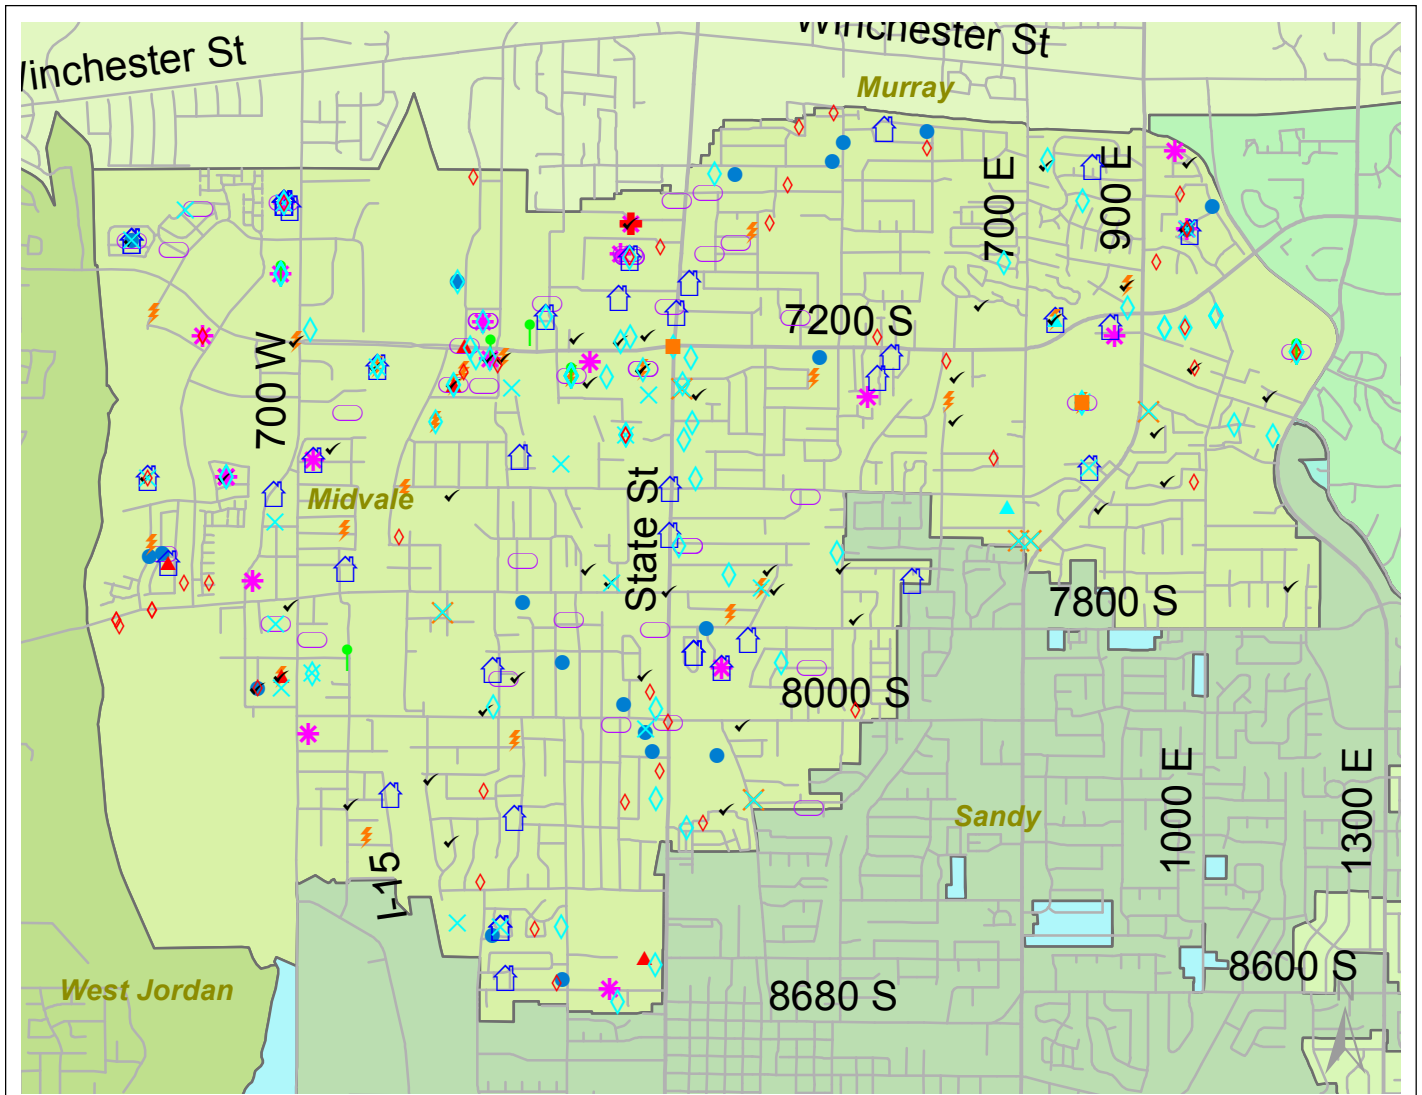 Winchester St
Winchester St
Murray
700 E
900 E
7200 S
700 W
Midvale
State St
7800 S
8000 S
1000 E
1300 E
Sandy
I-15
8600 S
West Jordan
8680 S